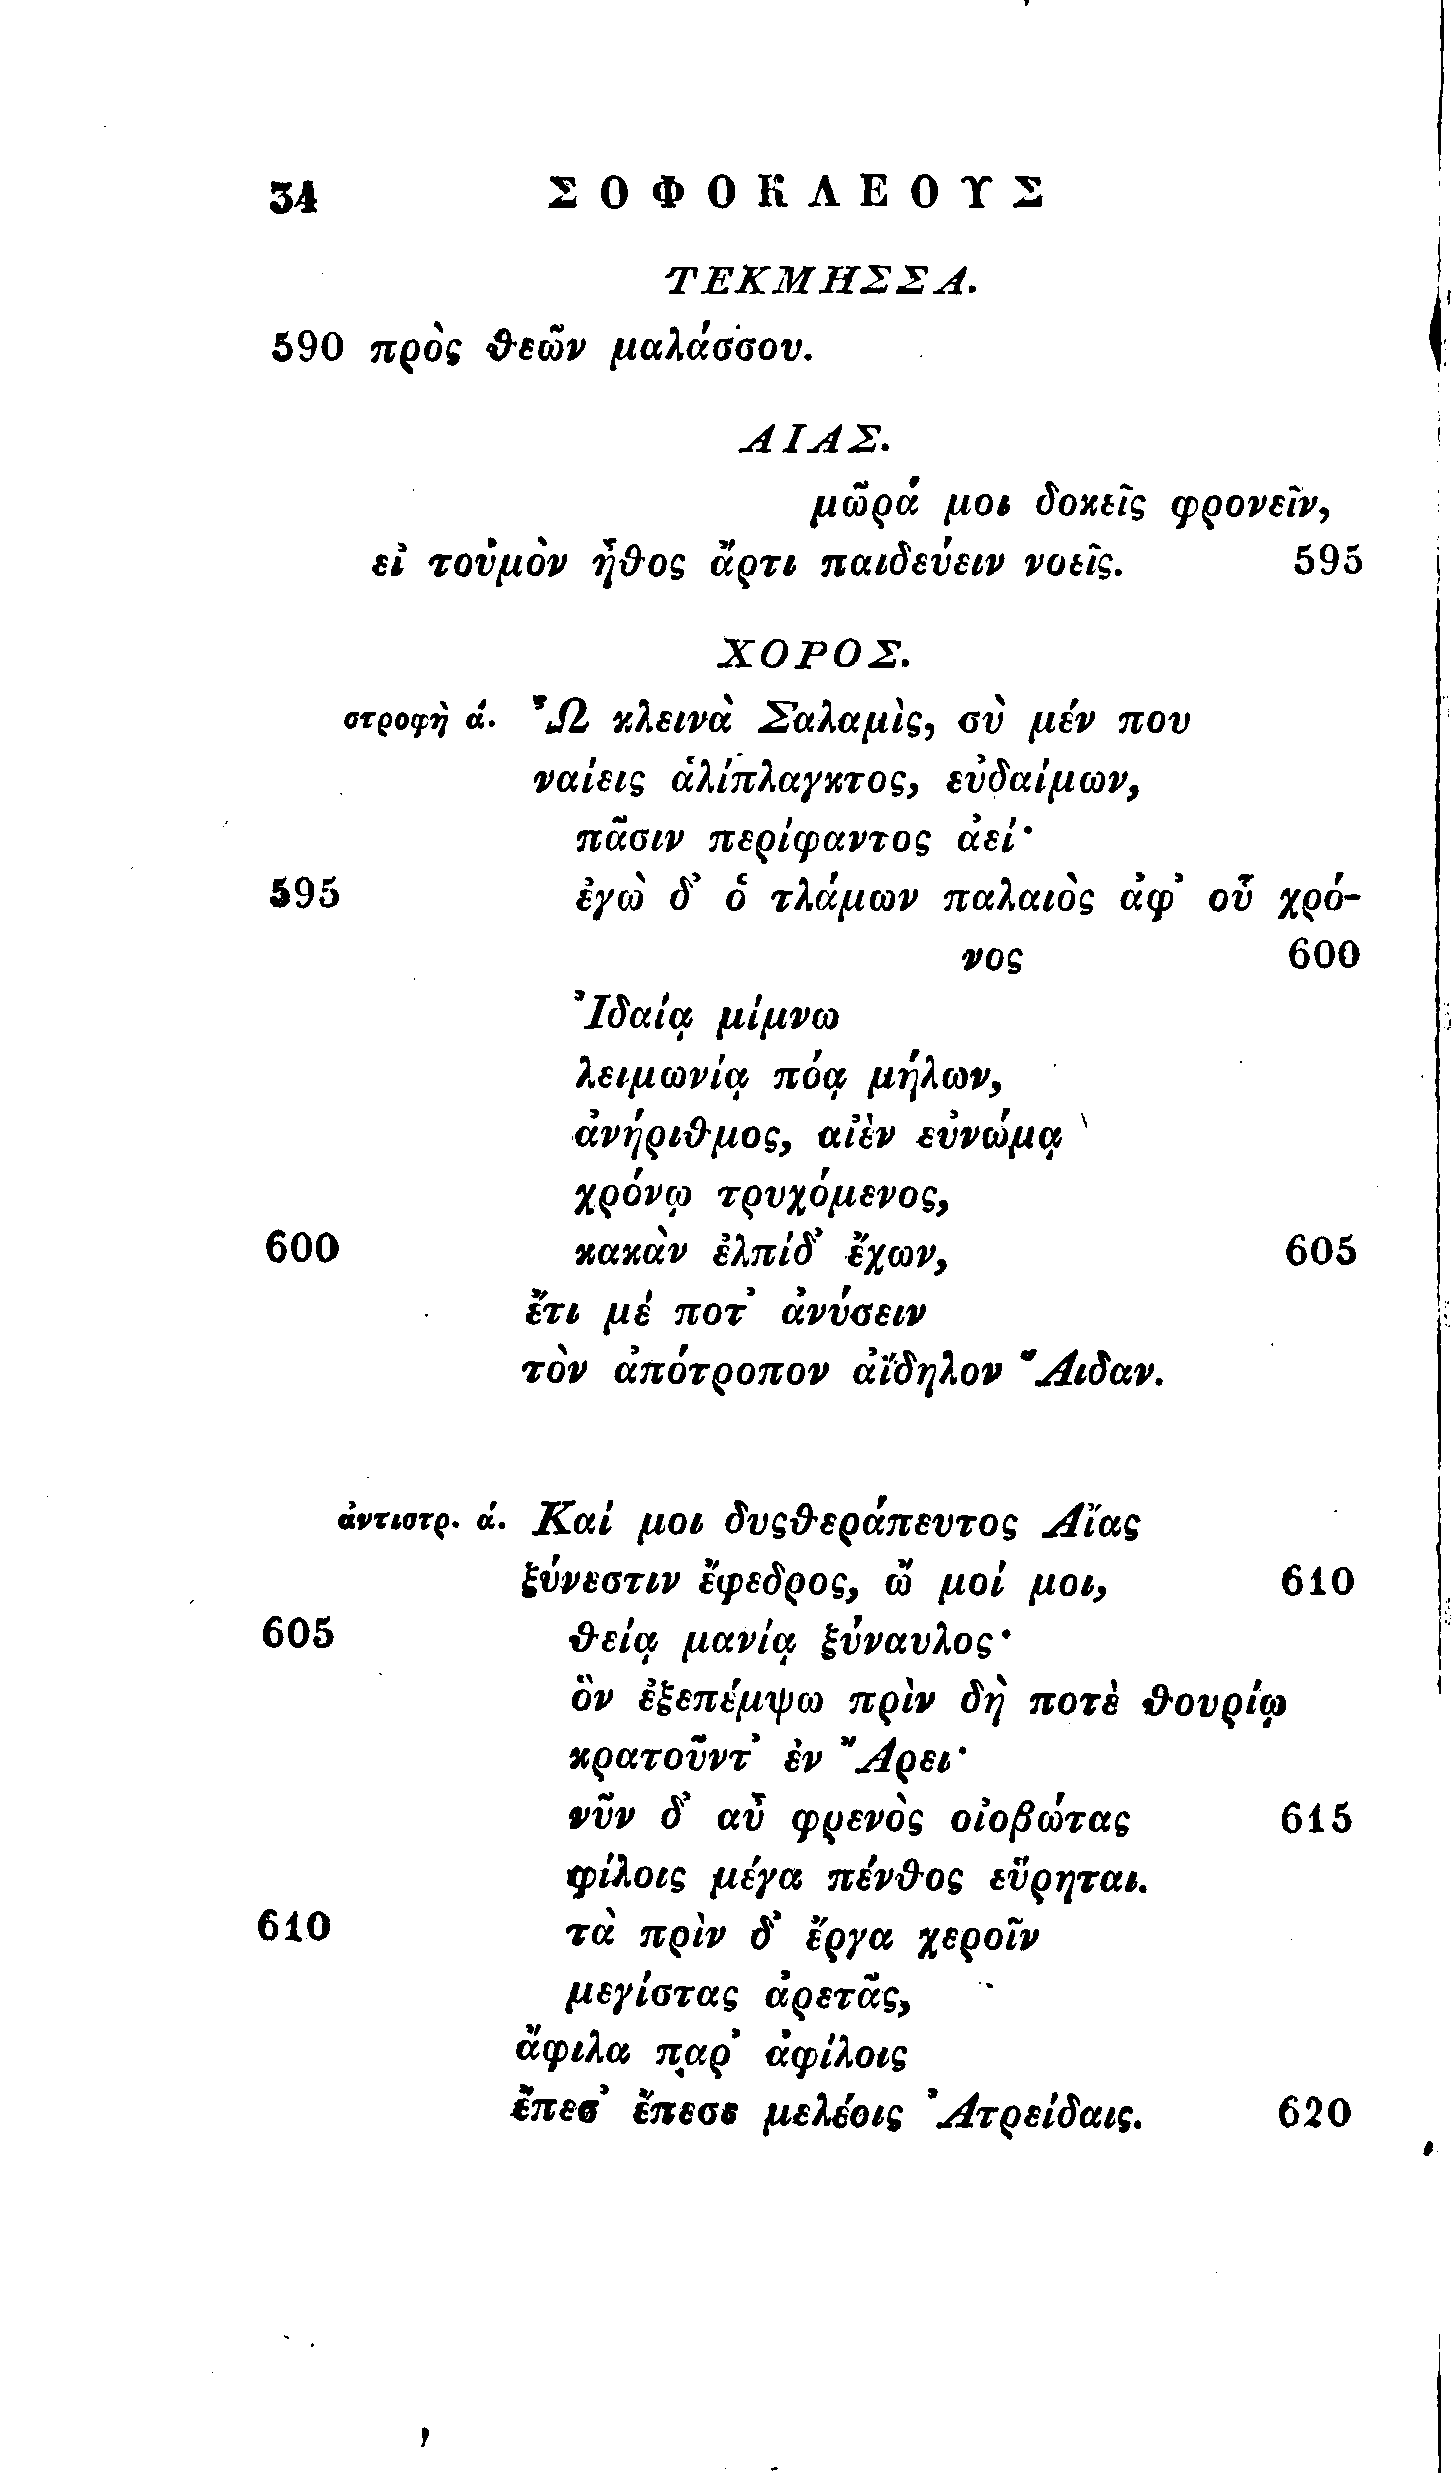 34 ΣΟΦΟΚΛΕΟΥΣ
ΤΕΚΜΗΣΣΑ.
590 πρὸς ϑεῶν μαλάσσου.
ΑΙΑΣ.
μῶρά μοι δοκεῖς φρονεῖν,
εἰ τοὐμὸν ἦϑος ἄρτι παιδεύειν νοεῖς. 595
ΧΟΡΟΣ.
στροφὴ ά. Ὦ κλεινὰ Σαλαμὶς, σὺ μέν που
ναίεις ἁλίπλαγκτος, εὐδαίμων,
πᾶσιν περίφαντος ἀεί·
595 ἐγὼ δ’ ὁ τλάμων παλαιὸς ἀφ’ οὗ χρό-
νος 600
Ἰδαίᾳ μίμνω
λειμωνίᾳ πόᾳ μήλων,
ἀνήριϑμος, αἰὲν εὐνώμᾳ
χρόνῳ τρυχόμενος,
600 κακὰν ἐλπίδ’ ἔχων, 605
ἔτι μέ ποτ’ ἀνύσειν
τὸν ἀπότροπον ἀΐδηλον Ἅιδαν.
ἀντιστρ. ά. Καί μοι δυςϑεράπευτος Αἴας
ξύνεστιν ἔφεδρος, ὤ μοί μοι, 610
605 ϑείᾳ μανίᾳ ξύναυλος·
ὃν ἐξεπέμψω πρὶν δή ποτὲ ϑουρίῳ
κρατοῦντ’ ἐν Ἄρει·
νῦν δ’ αὖ φρενὸς οἰοβώτας 615
φίλοις μέγα πένϑος εὕρηται.
610 τὰ πρὶν δ’ ἔργα χεροῖν
μεγίστας ἀρετᾶς,
ἄφιλα παρ’ ἀφίλοις
ἔπεσ’ ἔπεσε μελέοις Ἀτρείδαις. 620